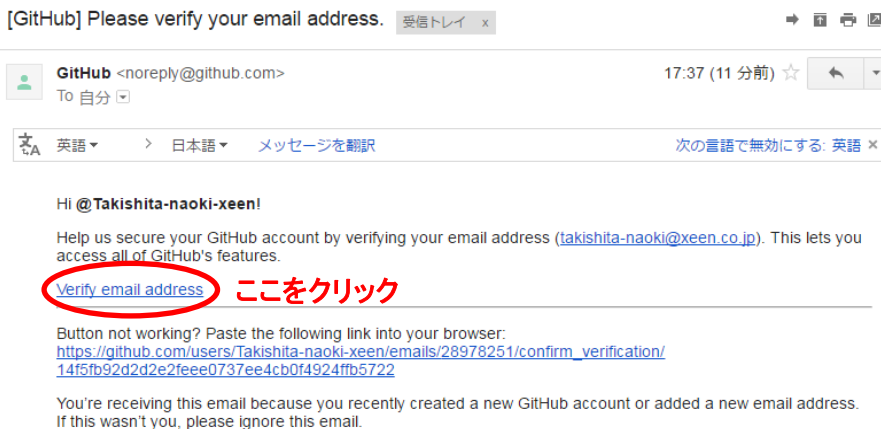 [GitHub] Please verify your email address. 受信トレイ x
GitHub <noreply@github.com> 17:37 (11 分前)
To 自分
英語 日本語 メッセージを翻訳 次の言語で無効にする: 英語 ×
Hi @Takishita-naoki-xeen!
Help us secure your GitHub account by verifying your email address (takishita-naoki@xeen.co.jp). This lets you
access all of GitHub's features.
Verify email address ここをクリック
Button not working? Paste the following link into your browser:
https://github.com/users/Takishita-naoki-xeen/emails/28978251/confirm_verification/
14f5fb92d2d2e2feee0737ee4cb0f4924ffb5722
You're receiving this email because you recently created a new GitHub account or added a new email address.
If this wasn't you, please ignore this email.